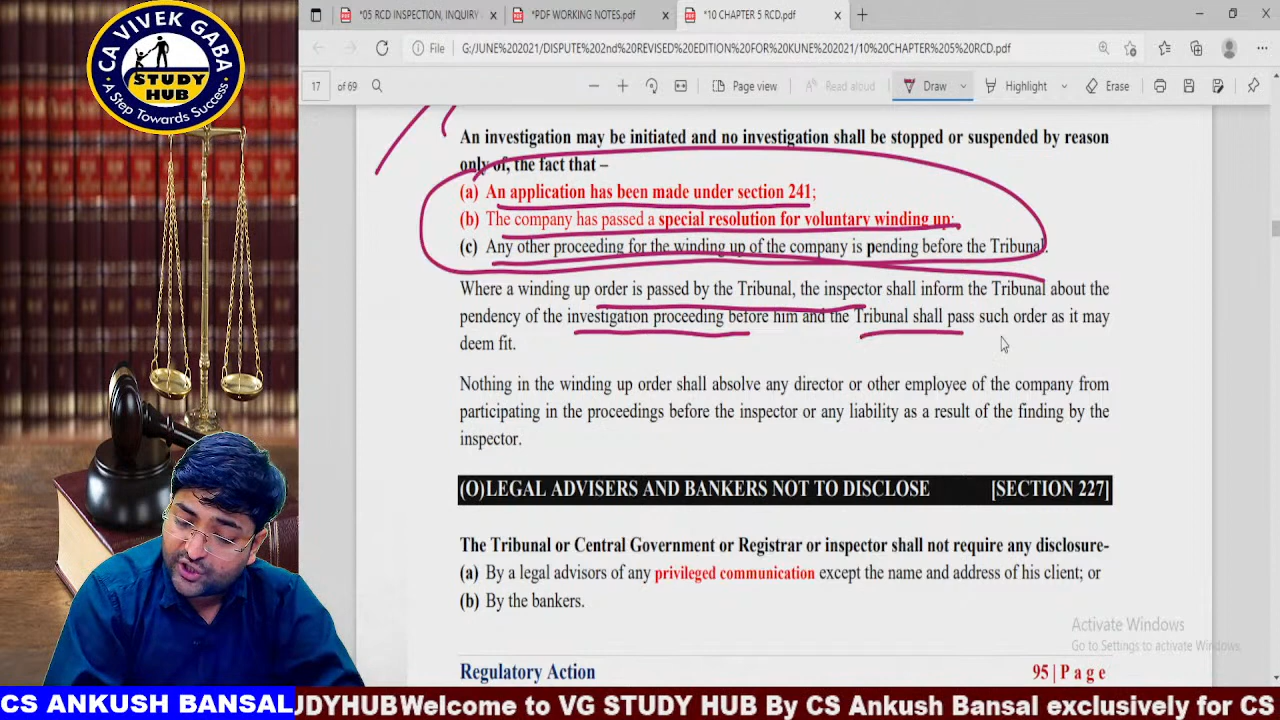 CA VIVEK GABA
STUDY
HUB
A Step Towards Success
*05 RCD INSPECTION, INQUIRY
*PDF WORKING NOTES.pdf
*10 CHAPTER 5 RCD.pdf
File
G:/JUNE%202021/DISPUTE%202nd%20REVISED%20EDITION%20FOR%20KUNE%202021/10%20CHAPTER%205%20RCD.pdf
17 of 69
Page view
Read aloud
Draw
Highlight
Erase
An investigation may be initiated and no investigation shall be stopped or suspended by reason
only of, the fact that –
(a) An application has been made under section 241;
(b) The company has passed a special resolution for voluntary winding up;
(c) Any other proceeding for the winding up of the company is pending before the Tribunal.
Where a winding up order is passed by the Tribunal, the inspector shall inform the Tribunal about the
pendency of the investigation proceeding before him and the Tribunal shall pass such order as it may
deem fit.
Nothing in the winding up order shall absolve any director or other employee of the company from
participating in the proceedings before the inspector or any liability as a result of the finding by the
inspector.
(O)LEGAL ADVISERS AND BANKERS NOT TO DISCLOSE [SECTION 227]
The Tribunal or Central Government or Registrar or inspector shall not require any disclosure-
(a) By a legal advisors of any privileged communication except the name and address of his client; or
(b) By the bankers.
Activate Windows
Go to Settings to activate Windows.
Regulatory Action
95 | P a g e
CS ANKUSH BANSAL
UDYHUBWelcome to VG STUDY HUB By CS Ankush Bansal exclusively for CS